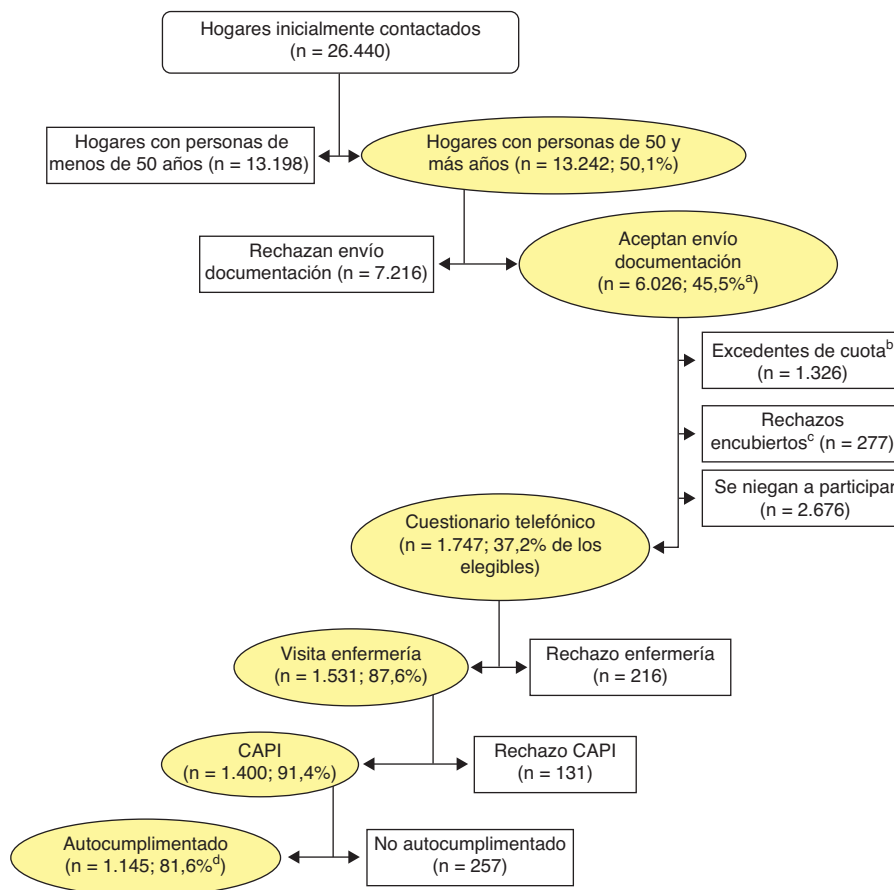 Hogares inicialmente contactados
(n = 26.440)
Hogares con personas de
menos de 50 años (n = 13.198)
Hogares con personas de 50 y
más años (n = 13.242; 50,1%)
Rechazan envío
documentación (n = 7.216)
Aceptan envío
documentación
(n = 6.026; 45,5%a)
Excedentes de cuotab
(n = 1.326)
Rechazos
encubiertosc (n = 277)
Se niegan a participar
(n = 2.676)
Cuestionario telefónico
(n = 1.747; 37,2% de los
elegibles)
Visita enfermería
(n = 1.531; 87,6%)
Rechazo enfermería
(n = 216)
CAPI
(n = 1.400; 91,4%)
Rechazo CAPI
(n = 131)
Autocumplimentado
(n = 1.145; 81,6%d)
No autocumplimentado
(n = 257)